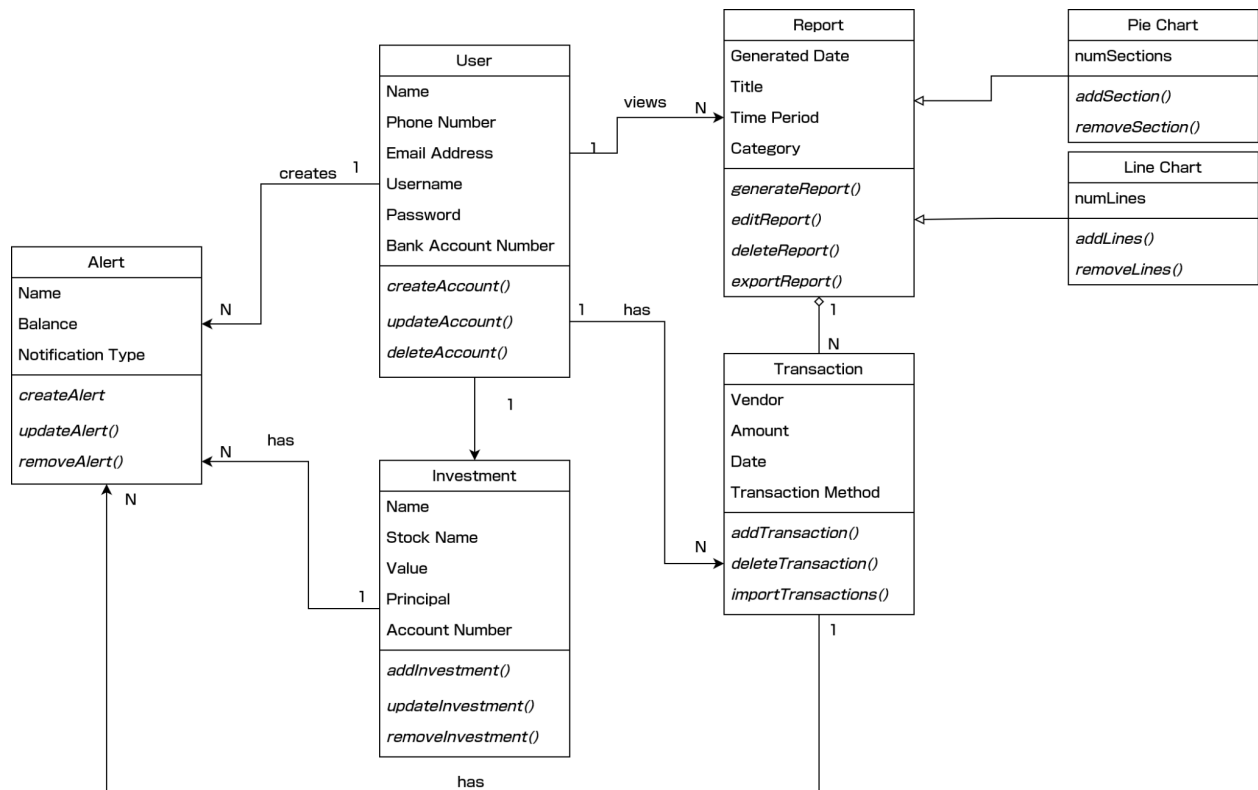 User
Name
Phone Number
Email Address
Username
Password
Bank Account Number
createAccount()
updateAccount()
deleteAccount()
Report
Generated Date
Title
Time Period
Category
generateReport()
editReport()
deleteReport()
exportReport()
Pie Chart
numSections
addSection()
removeSection()
Line Chart
numLines
addLines()
removeLines()
views
1
N
creates
1
N
Alert
Name
Balance
Notification Type
createAlert
updateAlert()
removeAlert()
1
has
N
1
N
Transaction
Vendor
Amount
Date
Transaction Method
addTransaction()
deleteTransaction()
importTransactions()
1
Investment
Name
Stock Name
Value
Principal
Account Number
addInvestment()
updateInvestment()
removeInvestment()
has
N
1
N
1
has